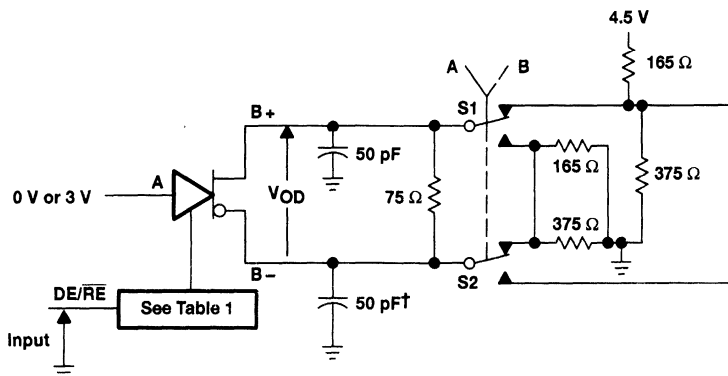 4.5 V
A
B
165 Ω
B+
S1
50 pF
165 Ω
A
0 V or 3 V
VOD
75 Ω
375 Ω
375 Ω
B−
S2
DE/RE
See Table 1
50 pF†
Input